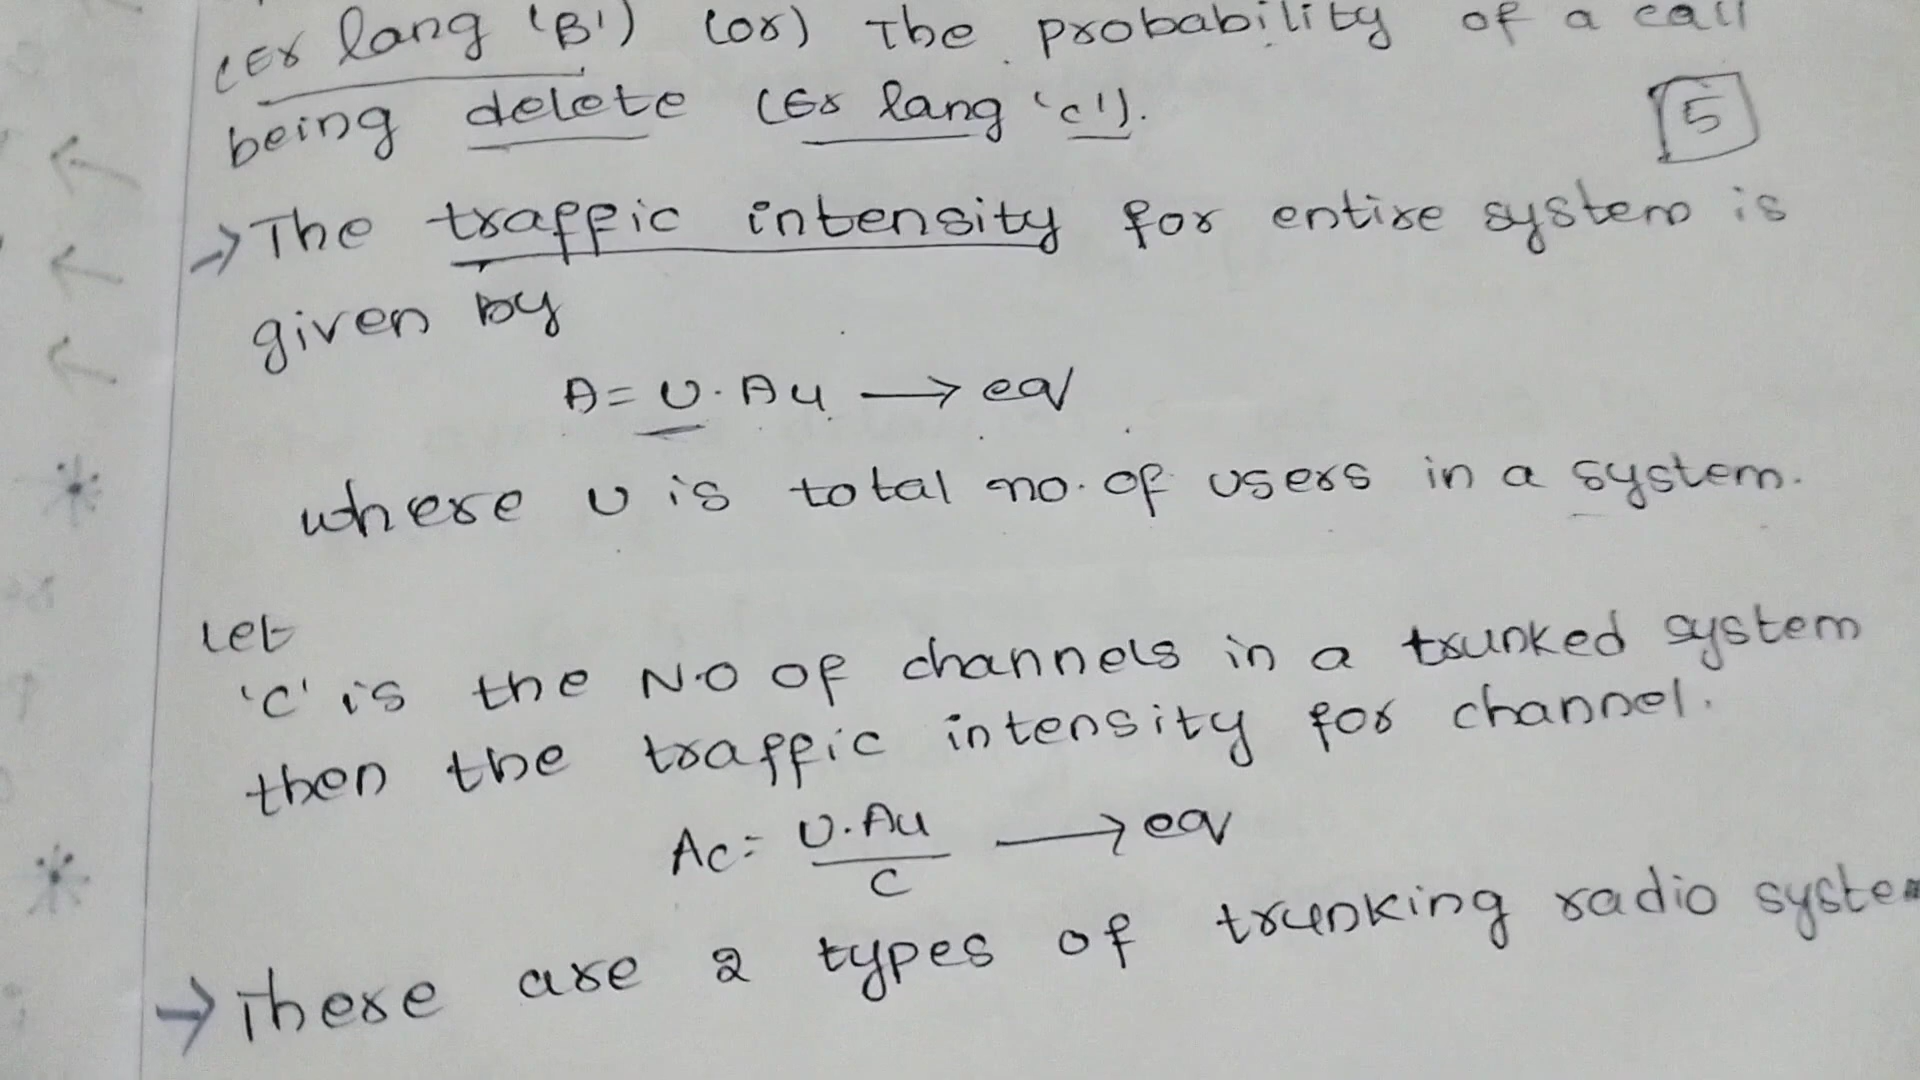 (Er lang 'B') (or) The probability of a call
being delete (Er lang 'c').
5
→ The traffic intensity for entire system is
given by
A = U. Au → eq
where U is total no. of users in a system.
Let
'C' is the NO of channels in a trunked system
then the traffic intensity for channel.
Ac = U.Au / C → eq
→ There are 2 types of trunking radio system